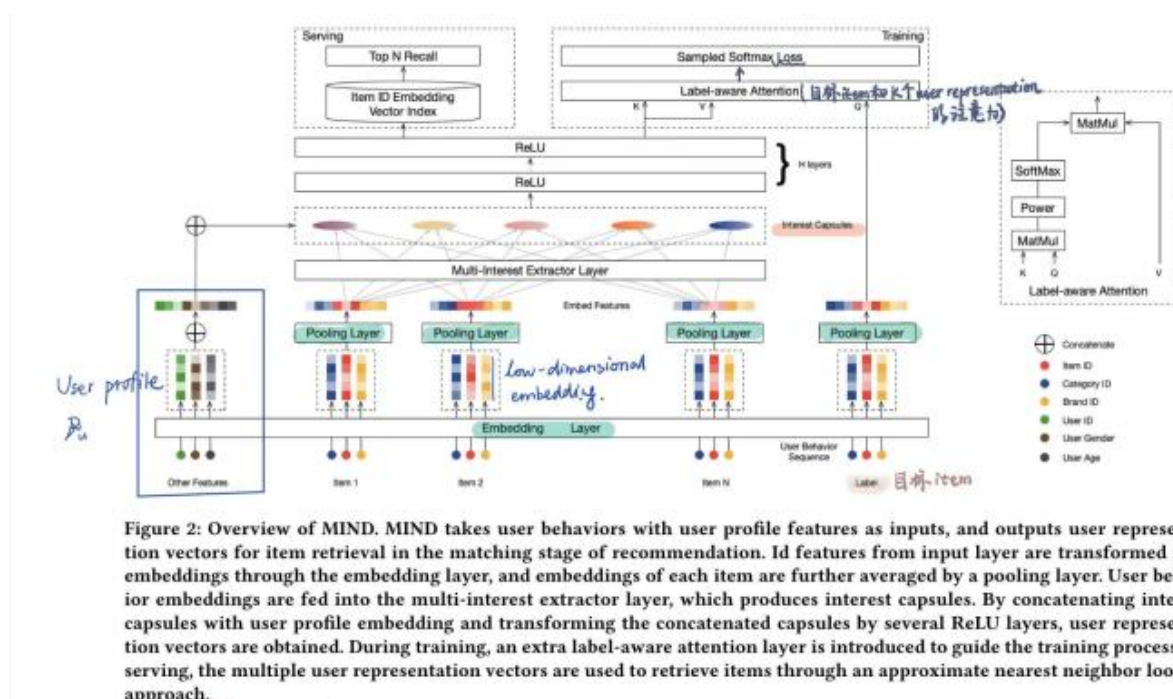 Serving
Training
Top N Recall
Sampled Softmax Loss
Item ID Embedding
Vector Index
Label-aware Attention
(目标item和K个user representation
的注意力)
K
V
Q
ReLU
ReLU
H layers
Interest Capsules
Multi-Interest Extractor Layer
Embed Features
Pooling Layer
Pooling Layer
Pooling Layer
Pooling Layer
User profile
low-dimensional
embedding.
Embedding Layer
User Behavior
Sequence
Other Features
Item 1
Item 2
Item N
Label
目标item
MatMul
SoftMax
Power
MatMul
K
Q
V
Label-aware Attention
Concatenate
Item ID
Category ID
Brand ID
User ID
User Gender
User Age
Figure 2: Overview of MIND. MIND takes user behaviors with user profile features as inputs, and outputs user represe
tion vectors for item retrieval in the matching stage of recommendation. Id features from input layer are transformed
embeddings through the embedding layer, and embeddings of each item are further averaged by a pooling layer. User be
ior embeddings are fed into the multi-interest extractor layer, which produces interest capsules. By concatenating inte
capsules with user profile embedding and transforming the concatenated capsules by several ReLU layers, user represe
tion vectors are obtained. During training, an extra label-aware attention layer is introduced to guide the training process
serving, the multiple user representation vectors are used to retrieve items through an approximate nearest neighbor loo
approach.